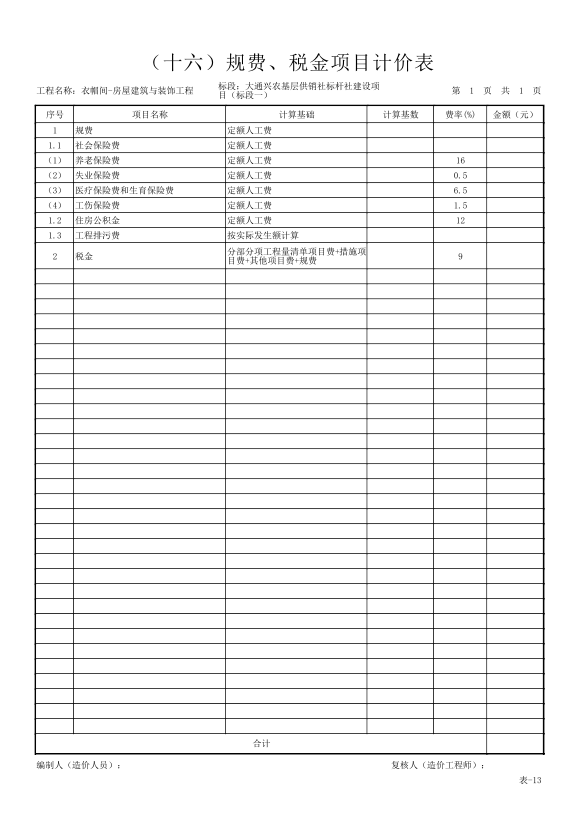 （十六）规费、税金项目计价表
工程名称：衣帽间-房屋建筑与装饰工程 标段：大通兴农基层供销社标杆社建设项目（标段一） 第 1 页 共 1 页
序号 项目名称 计算基础 计算基数 费率(%) 金额（元）
1 规费 定额人工费
1.1 社会保险费 定额人工费
（1） 养老保险费 定额人工费 16
（2） 失业保险费 定额人工费 0.5
（3） 医疗保险费和生育保险费 定额人工费 6.5
（4） 工伤保险费 定额人工费 1.5
1.2 住房公积金 定额人工费 12
1.3 工程排污费 按实际发生额计算
2 税金 分部分项工程量清单项目费+措施项目费+其他项目费+规费 9
合计
编制人（造价人员）： 复核人（造价工程师）：
表-13